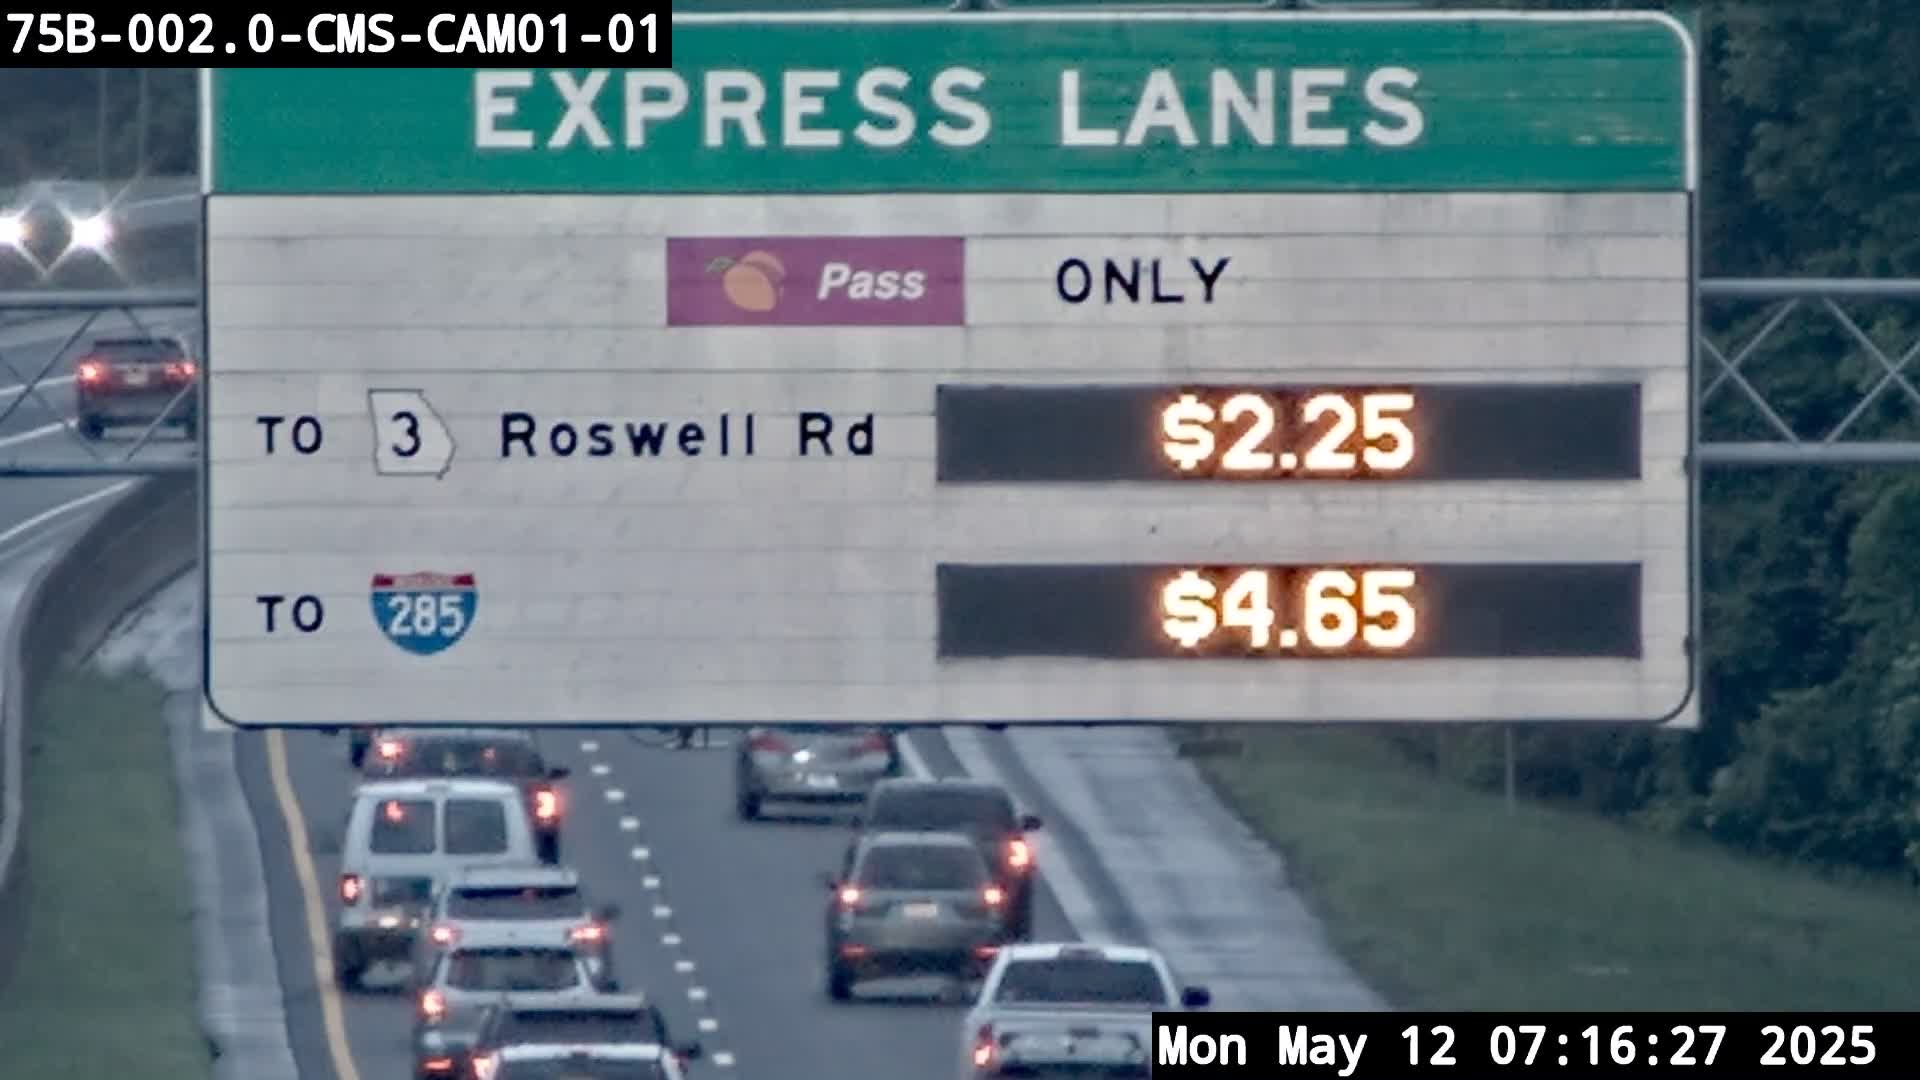 75B-002.0-CMS-CAM01-01
EXPRESS LANES
Pass ONLY
TO 3 Roswell Rd $2.25
TO 285 $4.65
Mon May 12 07:16:27 2025